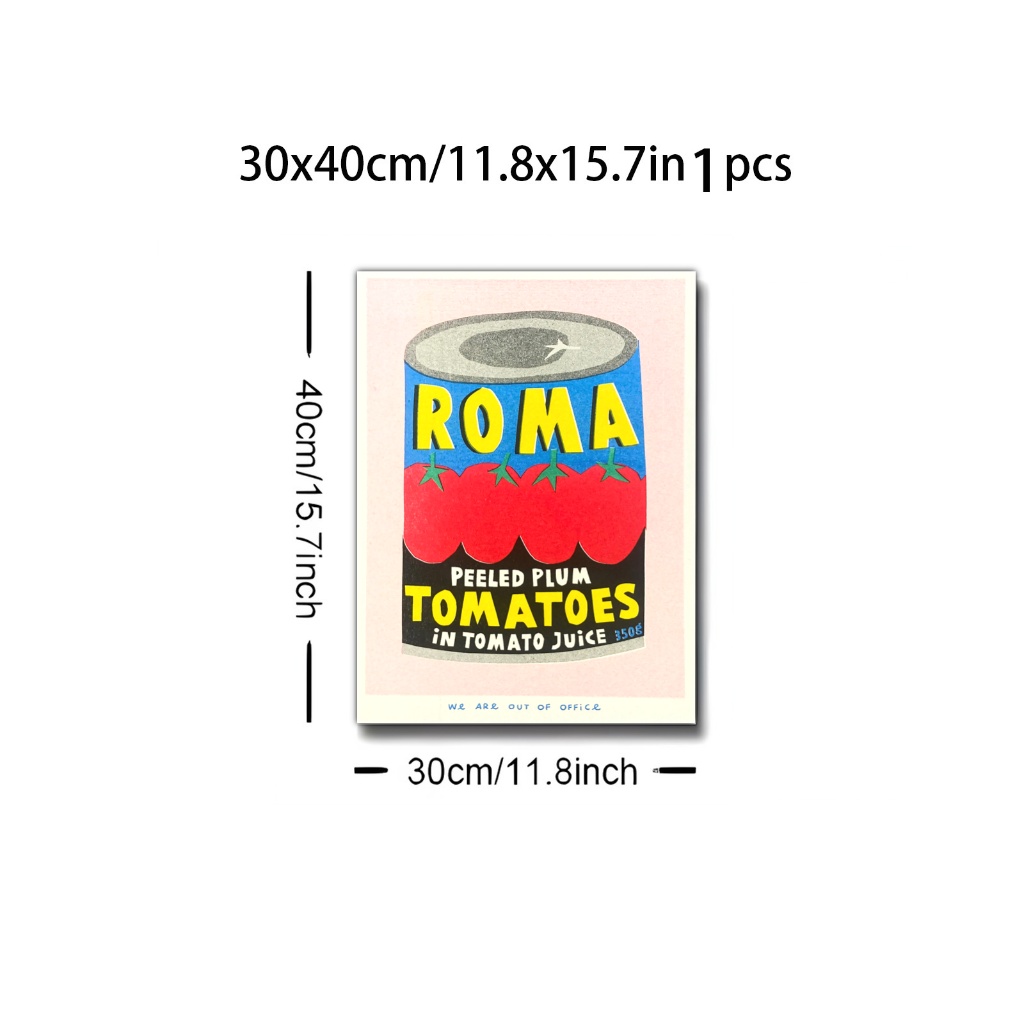 30x40cm/11.8x15.7in 1 pcs
40cm/15.7inch
ROMA
PEELED PLUM
TOMATOES
iN TOMATO JUiCE 350g
We ARe OUT OF OFFiCe
30cm/11.8inch